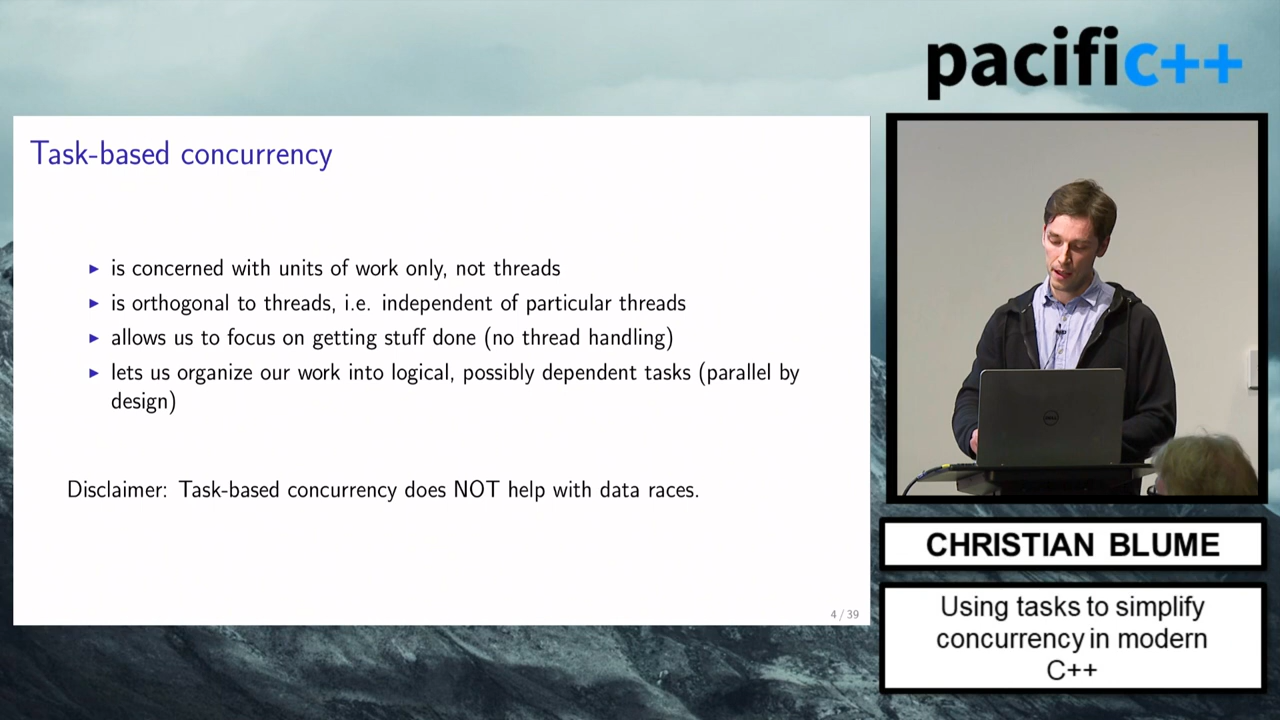 pacific++
Task-based concurrency
▶ is concerned with units of work only, not threads
▶ is orthogonal to threads, i.e. independent of particular threads
▶ allows us to focus on getting stuff done (no thread handling)
▶ lets us organize our work into logical, possibly dependent tasks (parallel by
design)
Disclaimer: Task-based concurrency does NOT help with data races.
4 / 39
DELL
CHRISTIAN BLUME
Using tasks to simplify
concurrency in modern
C++